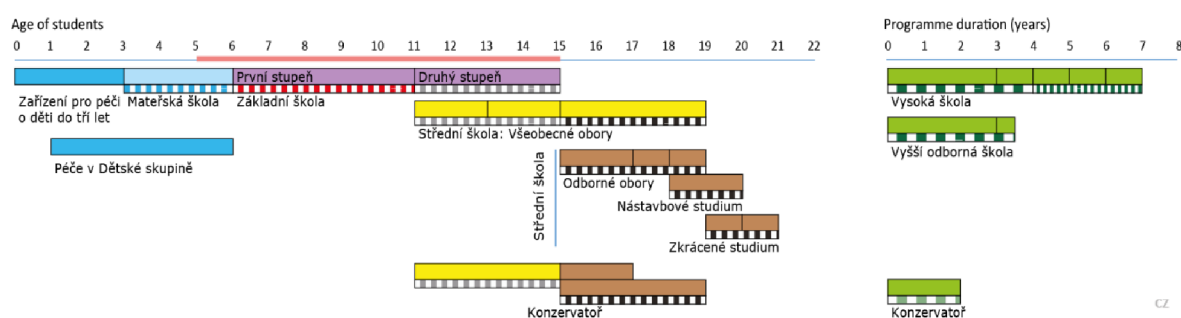 Age of students
Programme duration (years)
0 1 2 3 4 5 6 7 8 9 10 11 12 13 14 15 16 17 18 19 20 21 22
0 1 2 3 4 5 6 7 8
První stupeň
Druhý stupeň
Zařízení pro péči
o děti do tří let
Mateřská škola
Základní škola
Vysoká škola
Střední škola: Všeobecné obory
Vyšší odborná škola
Péče v Dětské skupině
Střední škola
Odborné obory
Nástavbové studium
Zkrácené studium
Konzervatoř
Konzervatoř
CZ